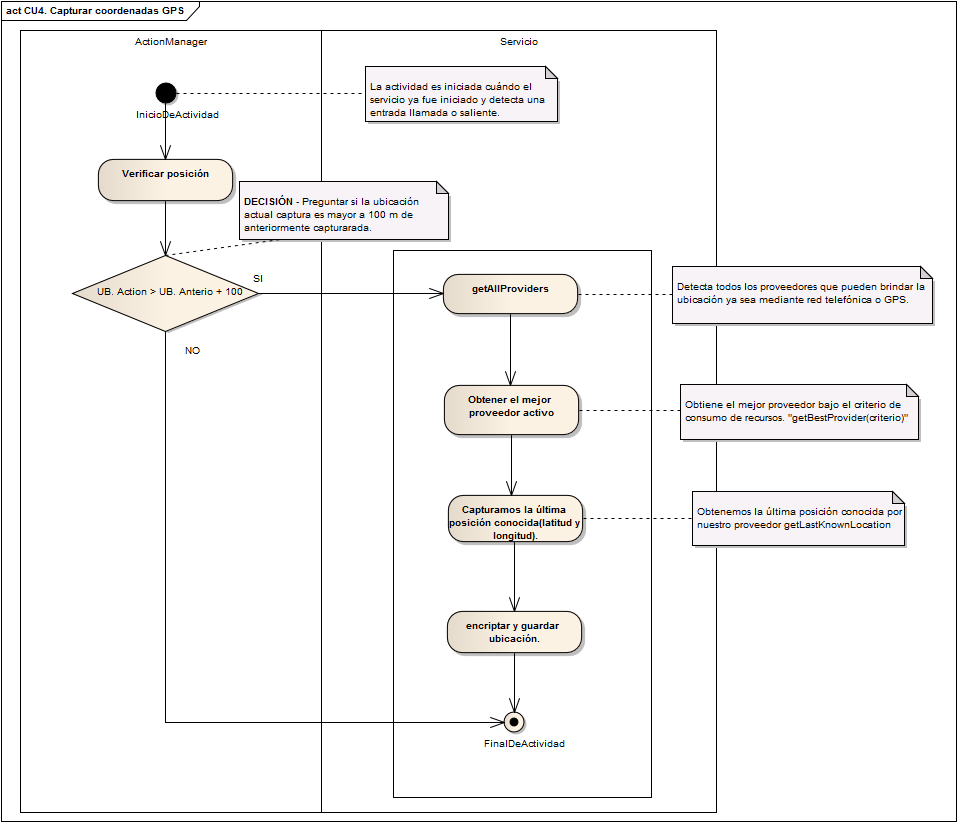 act CU4. Capturar coordenadas GPS
ActionManager
Servicio
InicioDeActividad
La actividad es iniciada cuándo el
servicio ya fue iniciado y detecta una
entrada llamada o saliente.
Verificar posición
DECISIÓN - Preguntar si la ubicación
actual captura es mayor a 100 m de
anteriormente capturarada.
UB. Action > UB. Anterio + 100
SI
NO
getAllProviders
Detecta todos los proveedores que pueden brindar la
ubicación ya sea mediante red telefónica o GPS.
Obtener el mejor
proveedor activo
Obtiene el mejor proveedor bajo el criterio de
consumo de recursos. "getBestProvider(criterio)"
Capturamos la última
posición conocida(latitud y
longitud).
Obtenemos la última posición conocida por
nuestro proveedor getLastKnownLocation
encriptar y guardar
ubicación.
FinalDeActividad